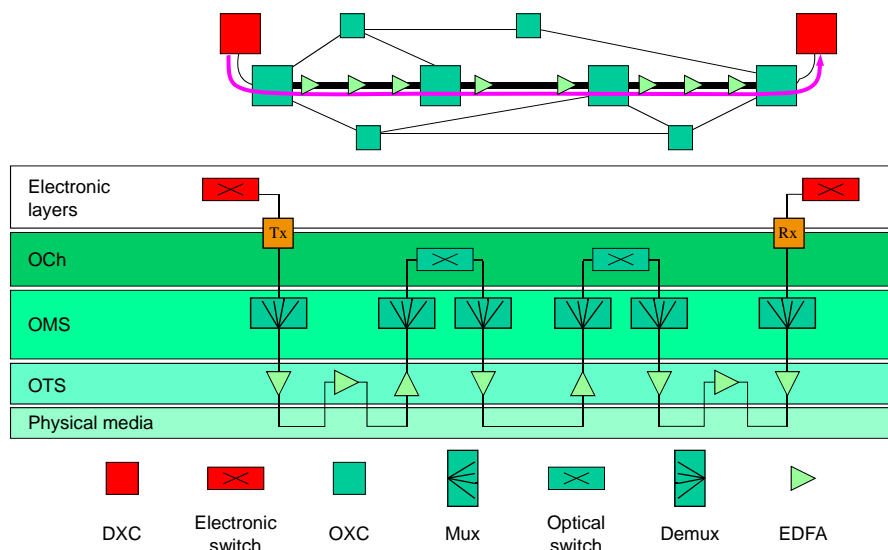 Electronic
layers
Tx
Rx
OCh
OMS
OTS
Physical media
DXC
Electronic
switch
OXC
Mux
Optical
switch
Demux
EDFA